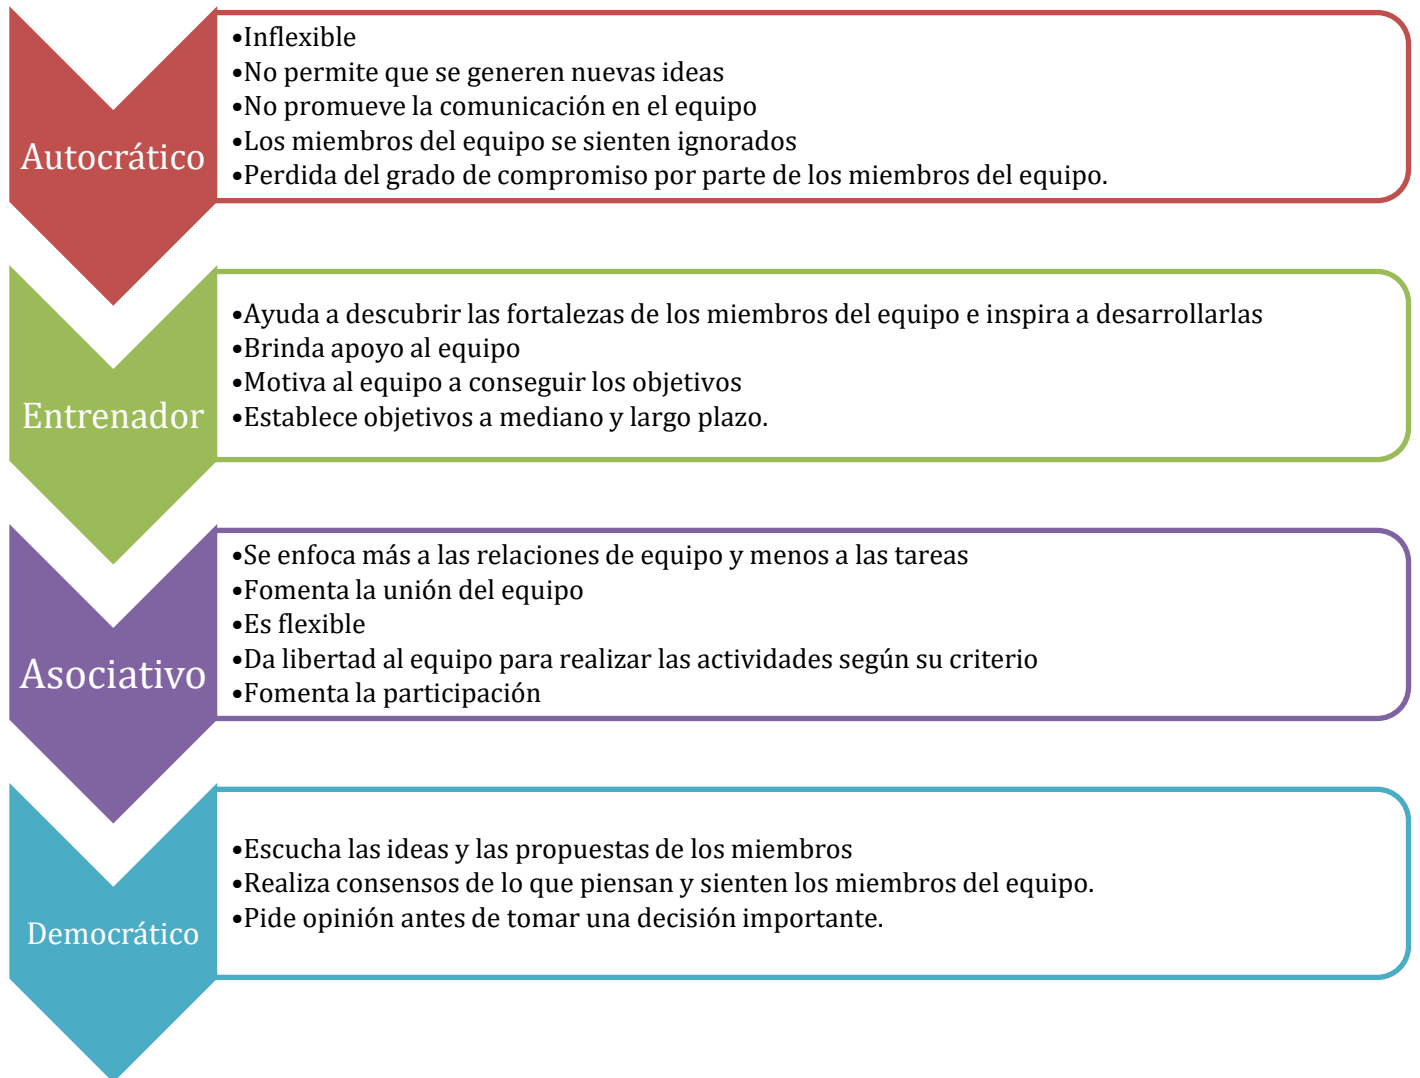 Autocrático
•Inflexible
•No permite que se generen nuevas ideas
•No promueve la comunicación en el equipo
•Los miembros del equipo se sienten ignorados
•Perdida del grado de compromiso por parte de los miembros del equipo.
Entrenador
•Ayuda a descubrir las fortalezas de los miembros del equipo e inspira a desarrollarlas
•Brinda apoyo al equipo
•Motiva al equipo a conseguir los objetivos
•Establece objetivos a mediano y largo plazo.
Asociativo
•Se enfoca más a las relaciones de equipo y menos a las tareas
•Fomenta la unión del equipo
•Es flexible
•Da libertad al equipo para realizar las actividades según su criterio
•Fomenta la participación
Democrático
•Escucha las ideas y las propuestas de los miembros
•Realiza consensos de lo que piensan y sienten los miembros del equipo.
•Pide opinión antes de tomar una decisión importante.